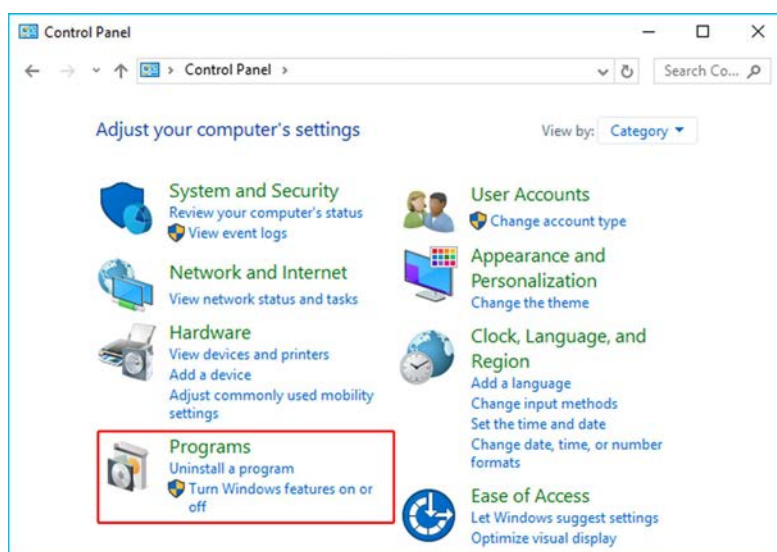 Control Panel
Control Panel
Search Co...
Adjust your computer's settings
View by: Category
System and Security
Review your computer's status
View event logs
Network and Internet
View network status and tasks
Hardware
View devices and printers
Add a device
Adjust commonly used mobility
settings
Programs
Uninstall a program
Turn Windows features on or
off
User Accounts
Change account type
Appearance and
Personalization
Change the theme
Clock, Language, and
Region
Add a language
Change input methods
Set the time and date
Change date, time, or number
formats
Ease of Access
Let Windows suggest settings
Optimize visual display